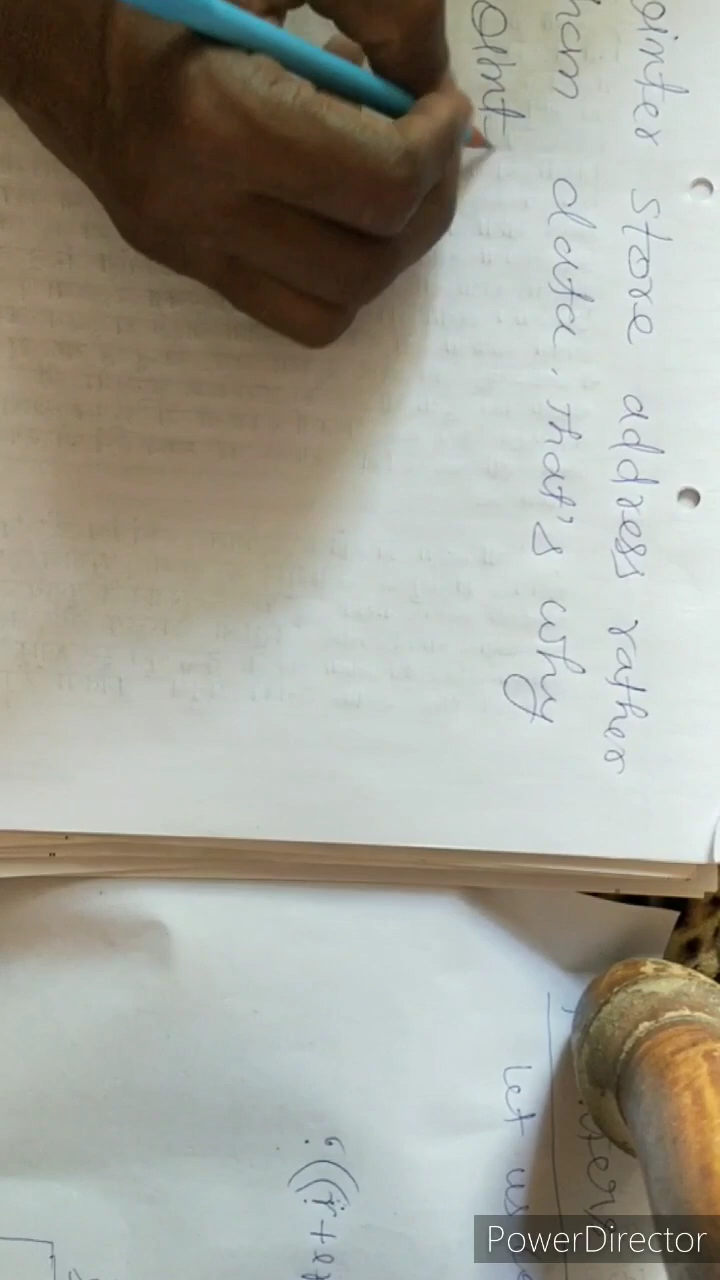 ointer store address rather
han data, that's why
oint
let us
PowerDirector